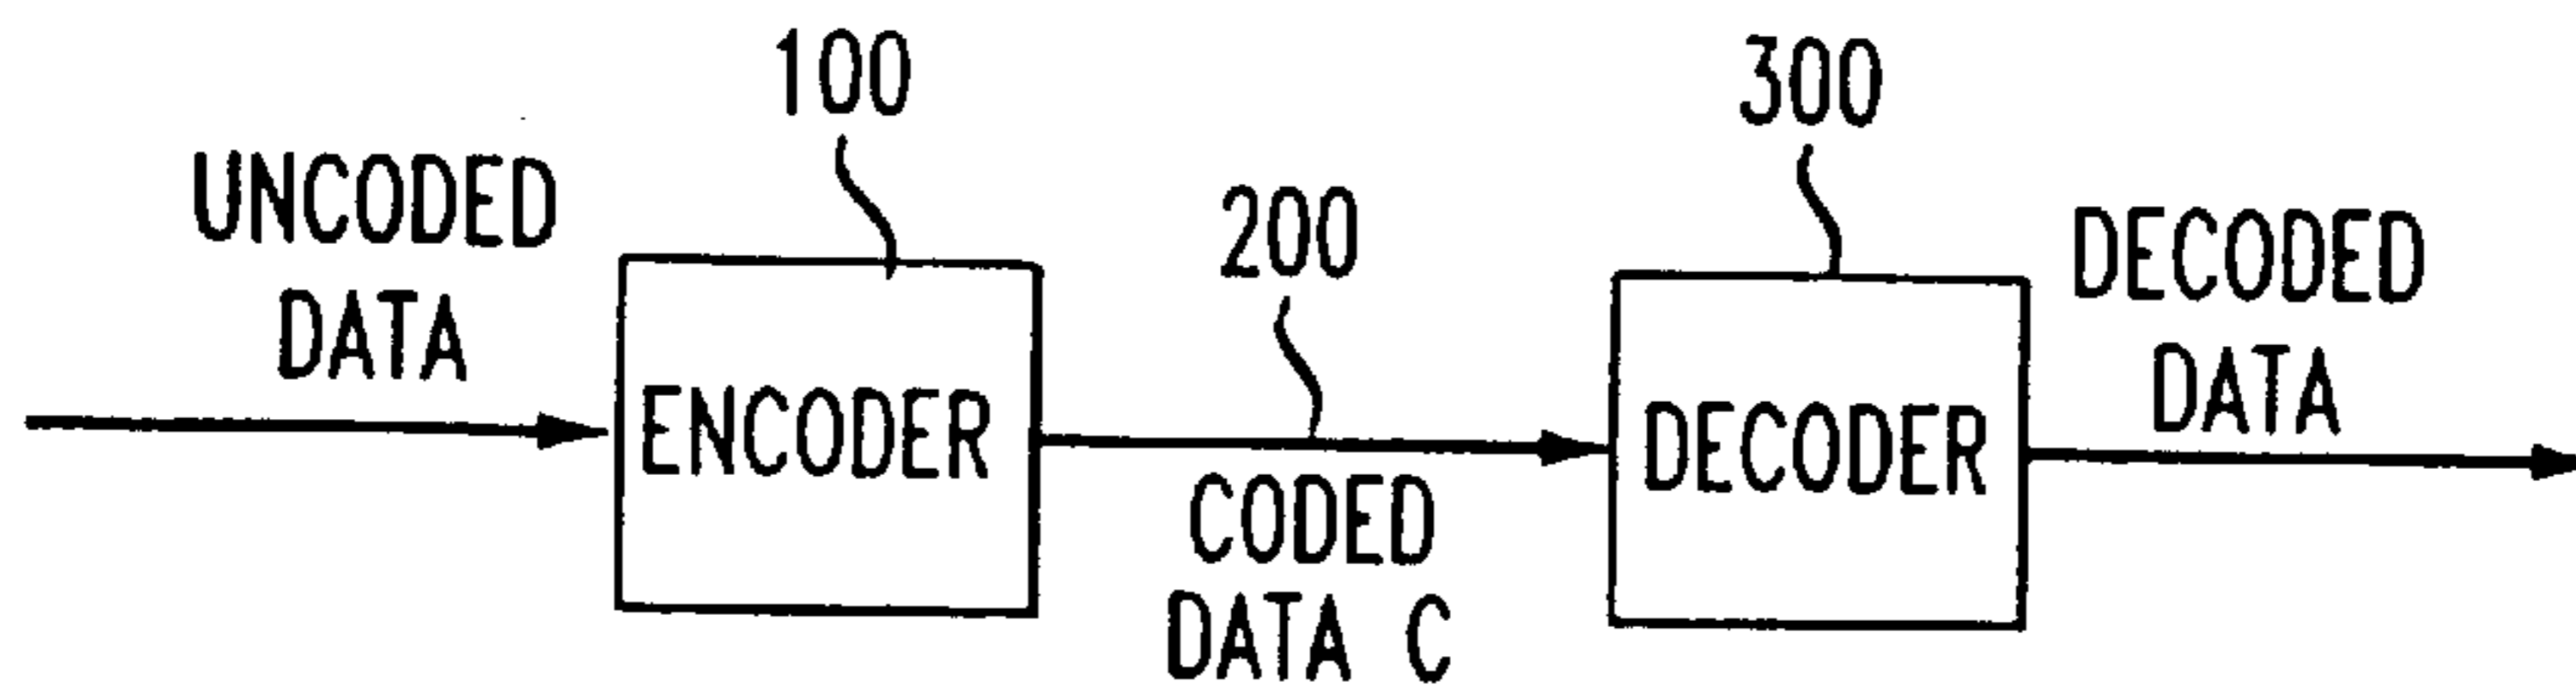 100
300
UNCODED
DATA
200
DECODED
DATA
ENCODER
DECODER
CODED
DATA C